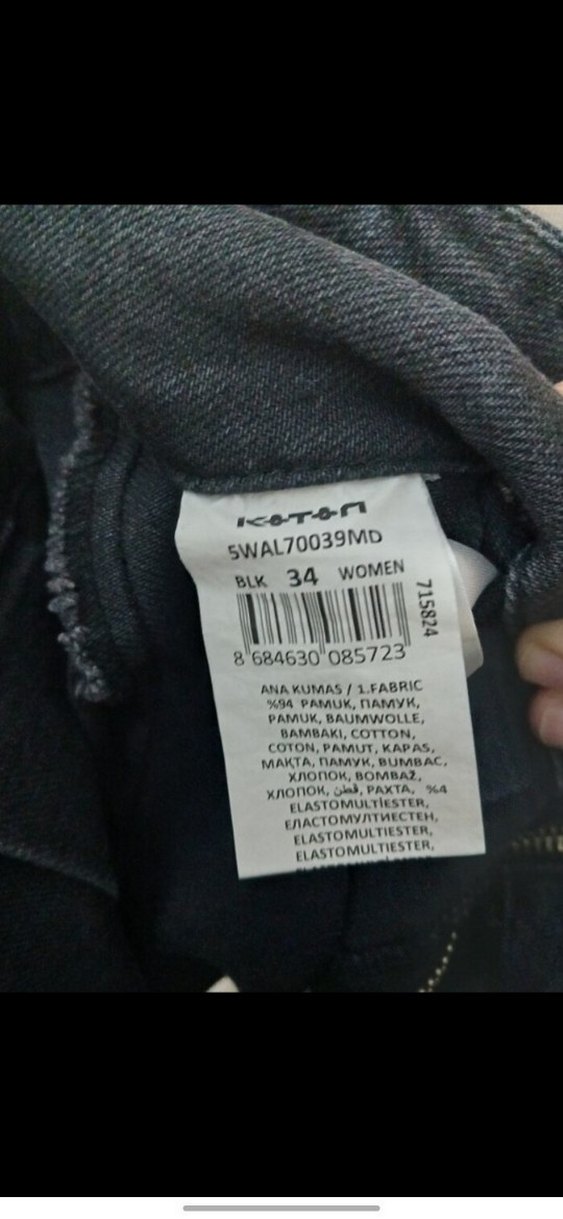 KOTON
5WAL70039MD
BLK 34 WOMEN
715824
8 684630 085723
ANA KUMAS / 1.FABRIC
%94 PAMUK, ПАМУК,
PAMUK, BAUMWOLLE,
BAMBAKI, COTTON,
COTON, PAMUT, KAPAS,
МАҚТА, ПАМУК, BUMBAC,
ХЛОПОК, BOMBAŽ,
ХЛОПОК, قطن, PAXTA, %4
ELASTOMULTİESTER,
ЕЛАСТОМУЛТИЕСТЕН,
ELASTOMULTIESTER,
ELASTOMULTIESTER,